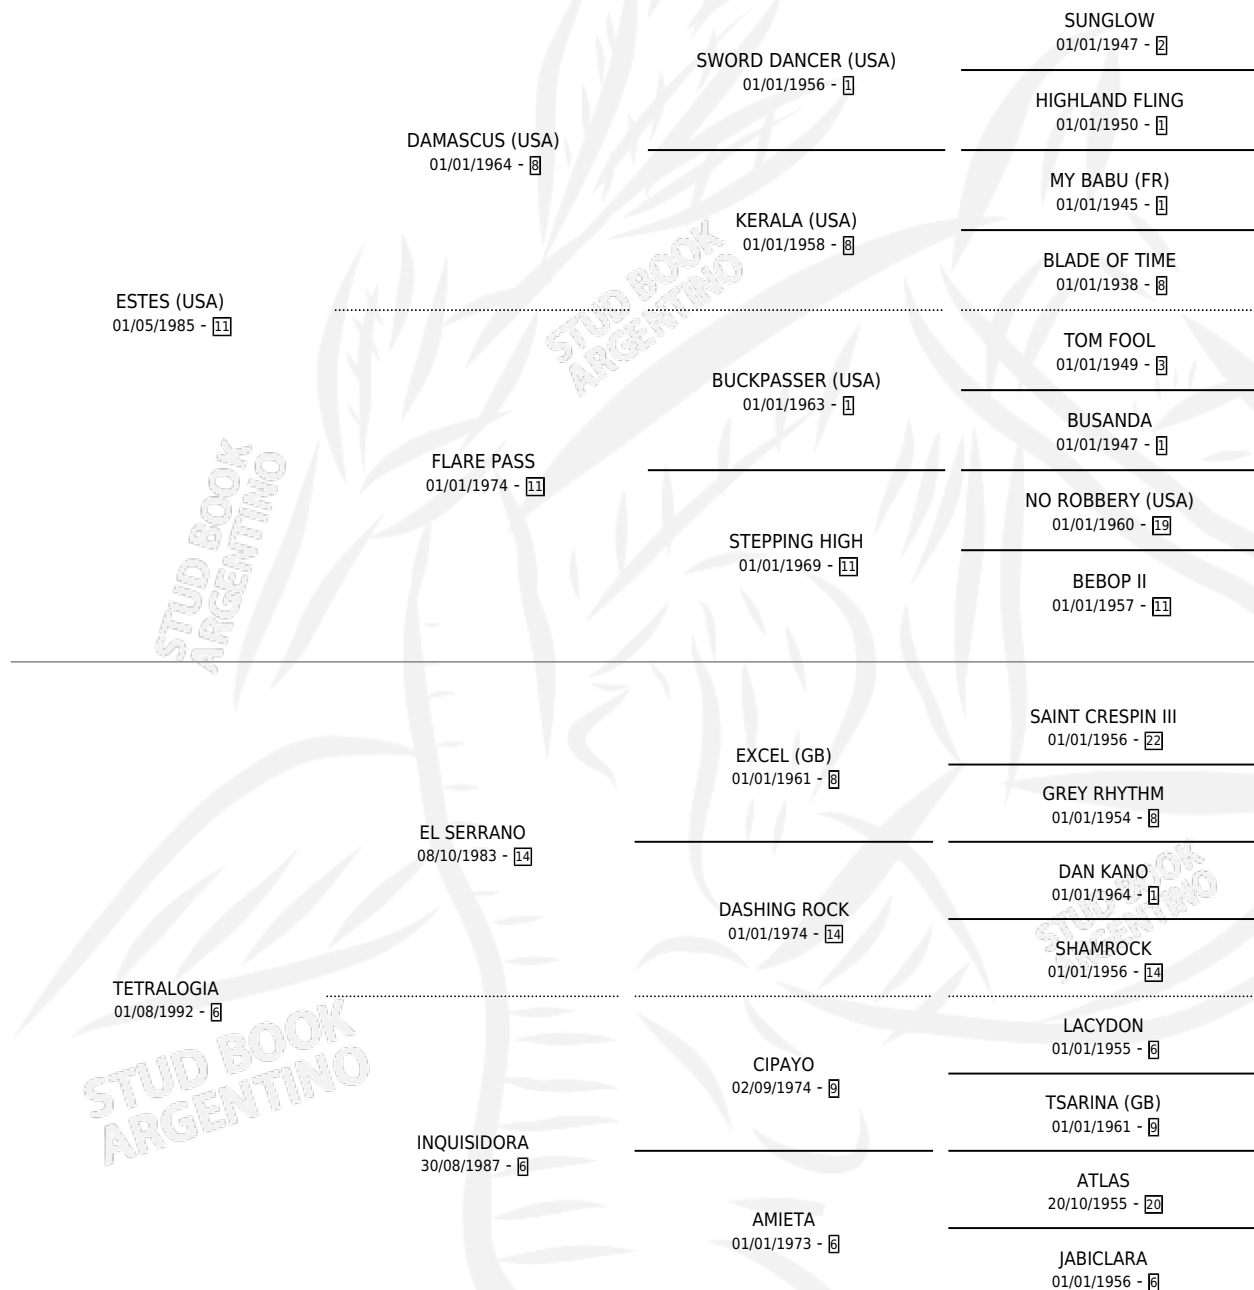 SUNGLOW
01/01/1947 - 2
SWORD DANCER (USA)
01/01/1956 - 1
HIGHLAND FLING
01/01/1950 - 1
DAMASCUS (USA)
01/01/1964 - 8
MY BABU (FR)
01/01/1945 - 1
KERALA (USA)
01/01/1958 - 8
BLADE OF TIME
01/01/1938 - 8
ESTES (USA)
01/05/1985 - 11
TOM FOOL
01/01/1949 - 3
BUCKPASSER (USA)
01/01/1963 - 1
BUSANDA
01/01/1947 - 1
FLARE PASS
01/01/1974 - 11
NO ROBBERY (USA)
01/01/1960 - 19
STEPPING HIGH
01/01/1969 - 11
BEBOP II
01/01/1957 - 11
SAINT CRESPIN III
01/01/1956 - 22
EXCEL (GB)
01/01/1961 - 8
GREY RHYTHM
01/01/1954 - 8
EL SERRANO
08/10/1983 - 14
DAN KANO
01/01/1964 - 1
DASHING ROCK
01/01/1974 - 14
SHAMROCK
01/01/1956 - 14
TETRALOGIA
01/08/1992 - 6
LACYDON
01/01/1955 - 6
CIPAYO
02/09/1974 - 9
TSARINA (GB)
01/01/1961 - 9
INQUISIDORA
30/08/1987 - 6
ATLAS
20/10/1955 - 20
AMIETA
01/01/1973 - 6
JABICLARA
01/01/1956 - 6
STUD BOOK
ARGENTINO
STUD BOOK
ARGENTINO
STUD BOOK
ARGENTINO
STUD BOOK
ARGENTINO